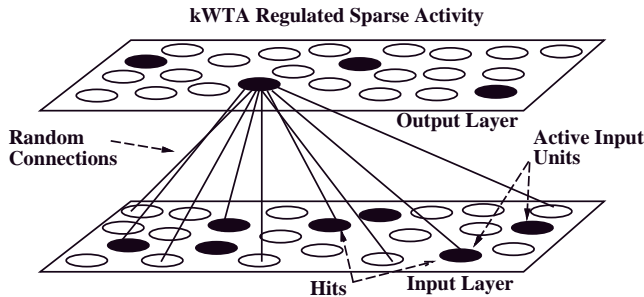 kWTA Regulated Sparse Activity
Output Layer
Random
Connections
Active Input
Units
Hits
Input Layer